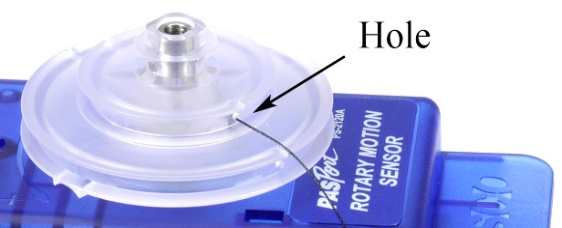 Hole
PASPORT PS-2120A
ROTARY MOTION
SENSOR